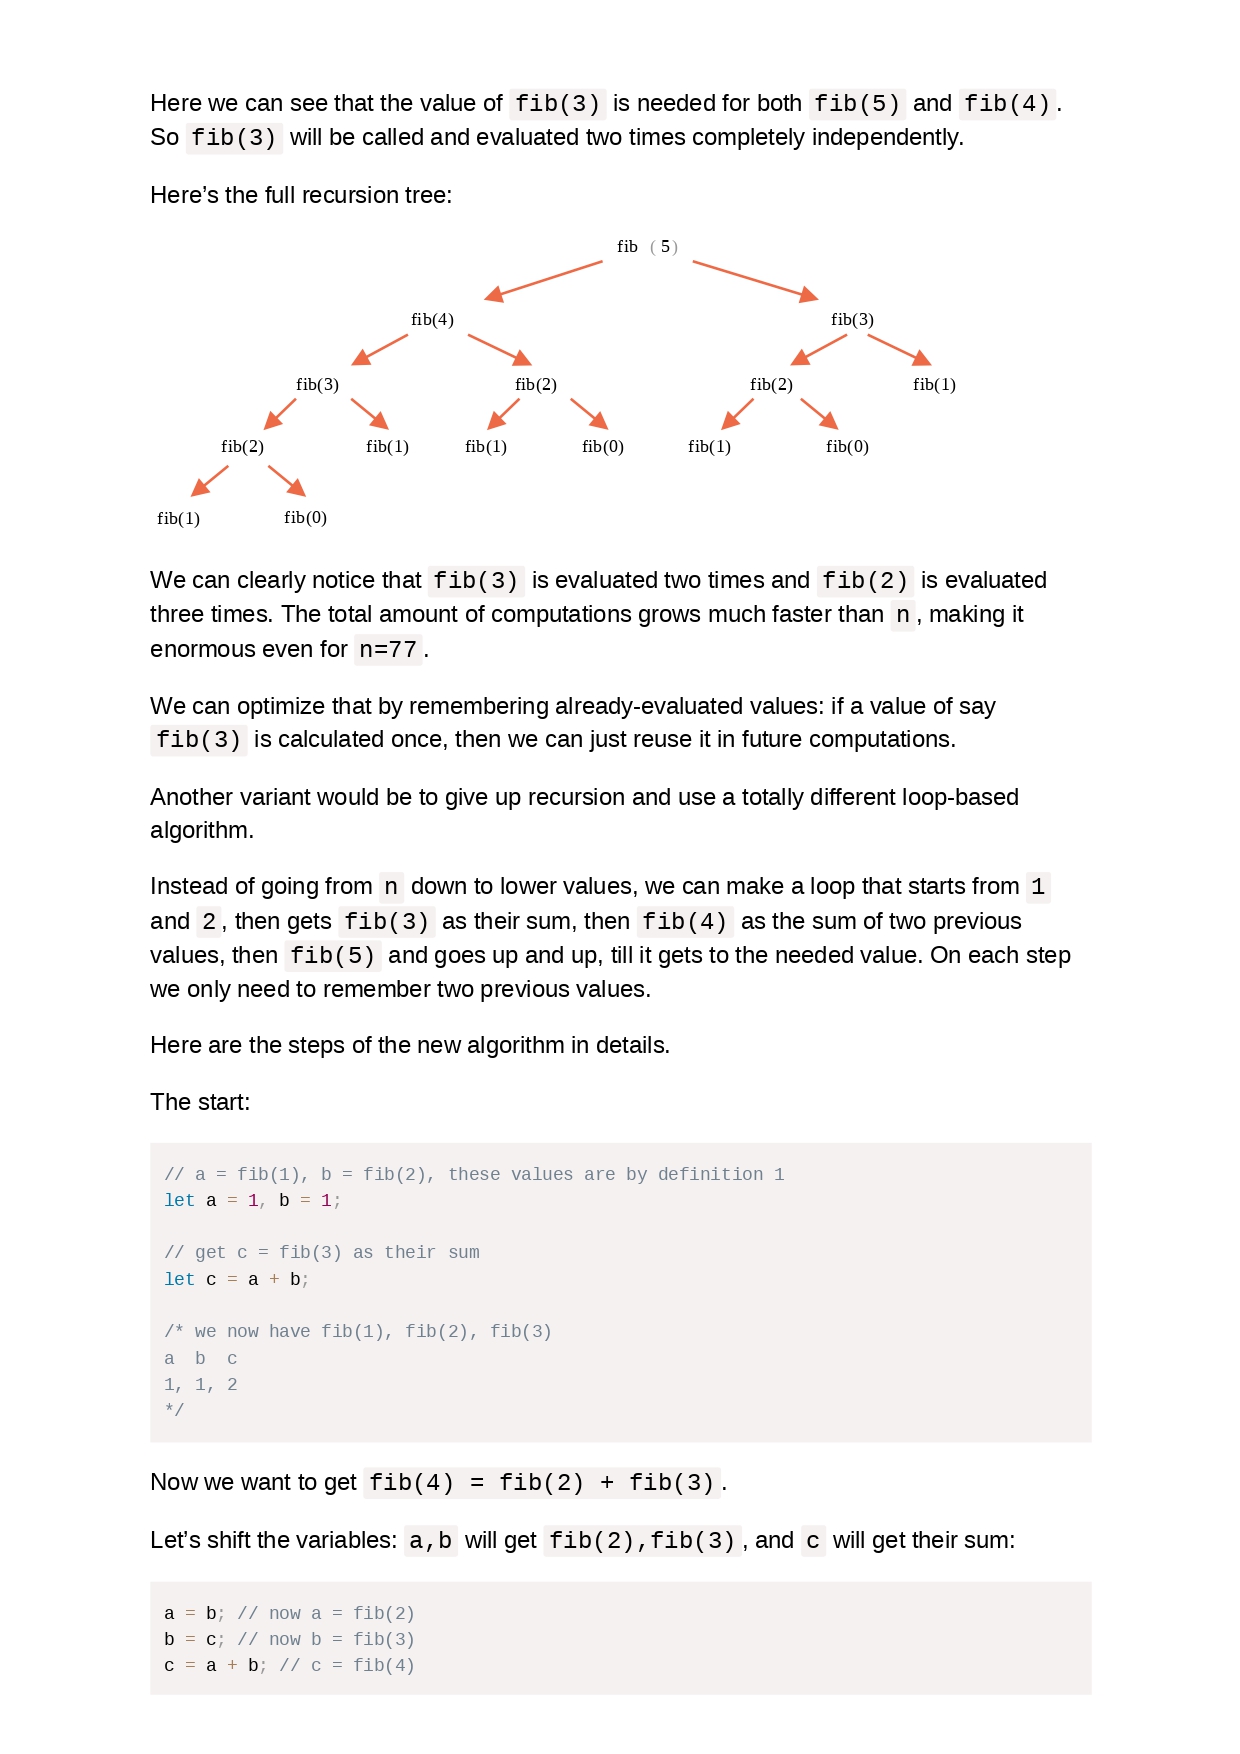 Here we can see that the value of fib(3) is needed for both fib(5) and fib(4).
So fib(3) will be called and evaluated two times completely independently.
Here’s the full recursion tree:
fib (5)
fib(4) fib(3)
fib(3) fib(2) fib(2) fib(1)
fib(2) fib(1) fib(1) fib(0) fib(1) fib(0)
fib(1) fib(0)
We can clearly notice that fib(3) is evaluated two times and fib(2) is evaluated
three times. The total amount of computations grows much faster than n, making it
enormous even for n=77.
We can optimize that by remembering already-evaluated values: if a value of say
fib(3) is calculated once, then we can just reuse it in future computations.
Another variant would be to give up recursion and use a totally different loop-based
algorithm.
Instead of going from n down to lower values, we can make a loop that starts from 1
and 2, then gets fib(3) as their sum, then fib(4) as the sum of two previous
values, then fib(5) and goes up and up, till it gets to the needed value. On each step
we only need to remember two previous values.
Here are the steps of the new algorithm in details.
The start:
// a = fib(1), b = fib(2), these values are by definition 1
let a = 1, b = 1;
// get c = fib(3) as their sum
let c = a + b;
/* we now have fib(1), fib(2), fib(3)
a  b  c
1, 1, 2
*/
Now we want to get fib(4) = fib(2) + fib(3).
Let’s shift the variables: a,b will get fib(2),fib(3), and c will get their sum:
a = b; // now a = fib(2)
b = c; // now b = fib(3)
c = a + b; // c = fib(4)